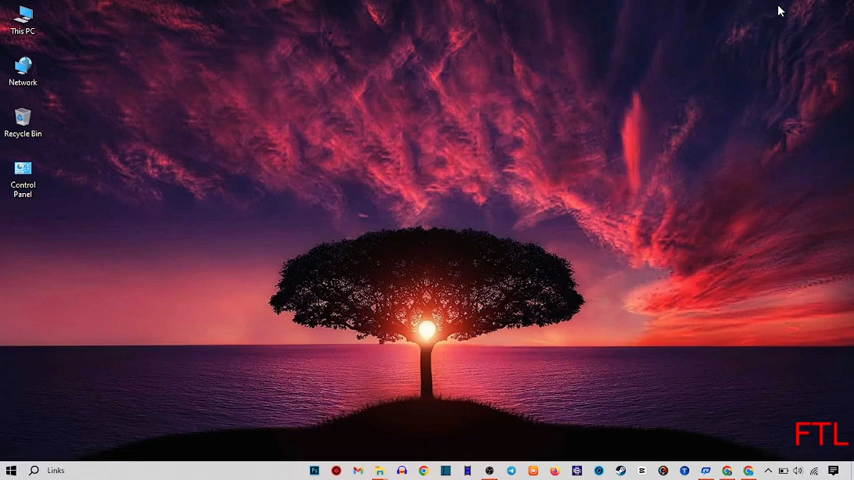 This PC
Network
Recycle Bin
Control
Panel
FTL
Links